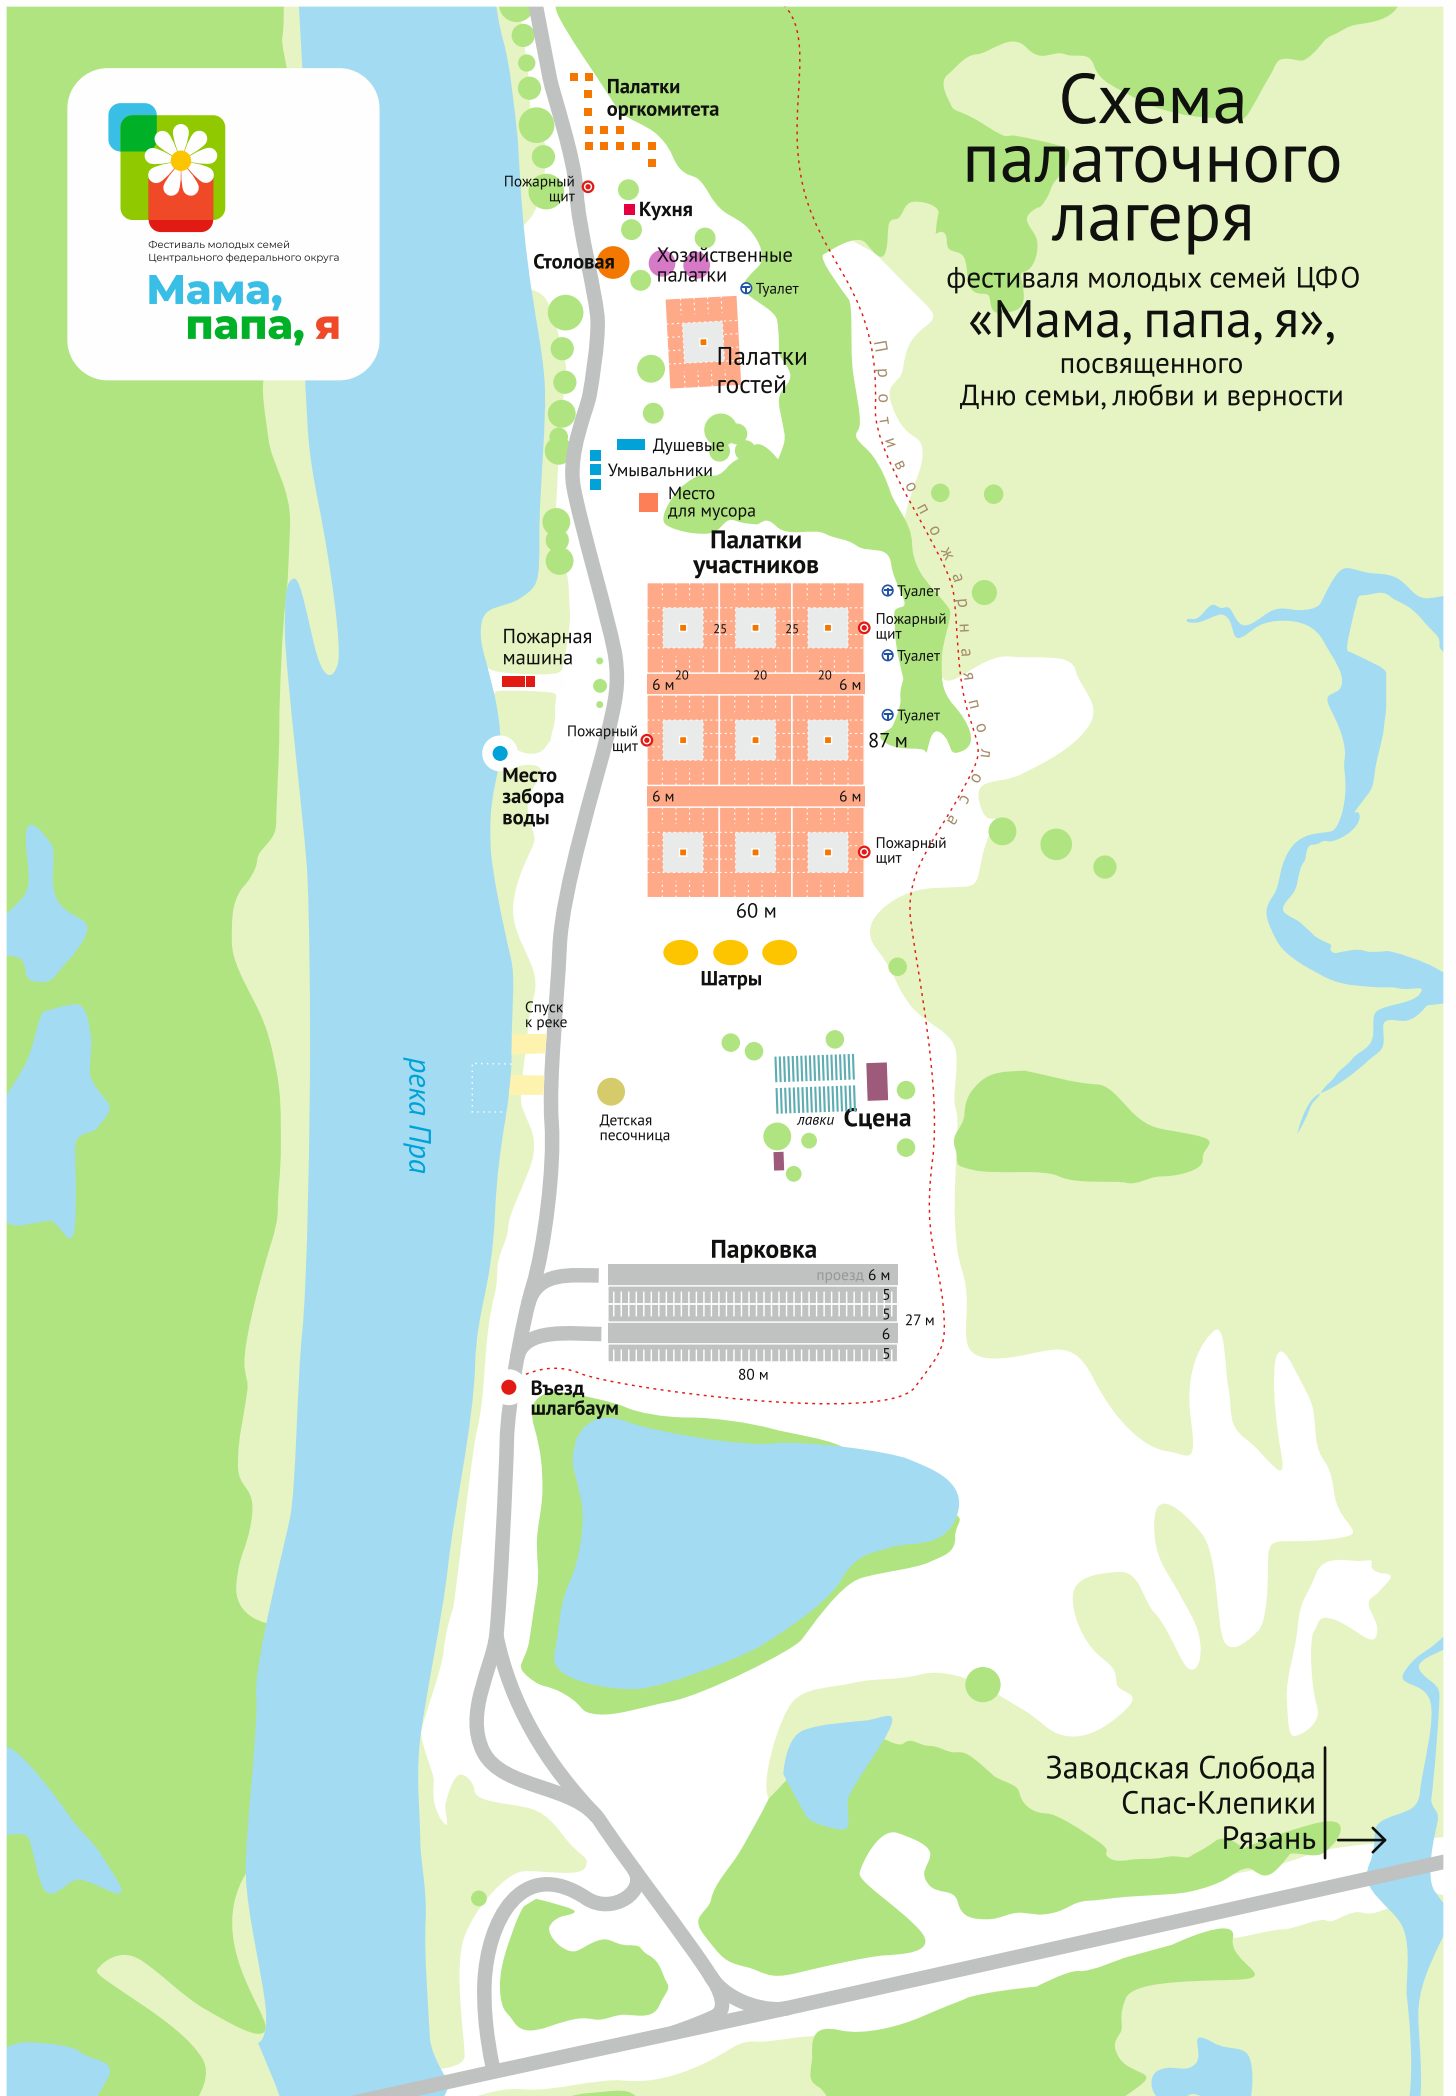 Схема
палаточного
лагеря
фестиваля молодых семей ЦФО
«Мама, папа, я»,
посвященного
Дню семьи, любви и верности
Фестиваль молодых семей
Центрального федерального округа
Мама,
папа, я
Палатки
оргкомитета
Пожарный
щит
Кухня
Столовая
Хозяйственные
палатки
Туалет
Палатки
гостей
Душевые
Умывальники
Место
для мусора
Противопожарная полоса
Палатки
участников
Туалет
25
25
Пожарный
щит
Туалет
20
20
20
6 м
6 м
Пожарная
машина
Туалет
Пожарный
щит
87 м
Место
забора
воды
6 м
6 м
Пожарный
щит
60 м
Шатры
Спуск
к реке
река Пра
Детская
песочница
лавки
Сцена
Парковка
проезд 6 м
5
5
27 м
6
5
80 м
Въезд
шлагбаум
Заводская Слобода
Спас-Клепики
Рязань